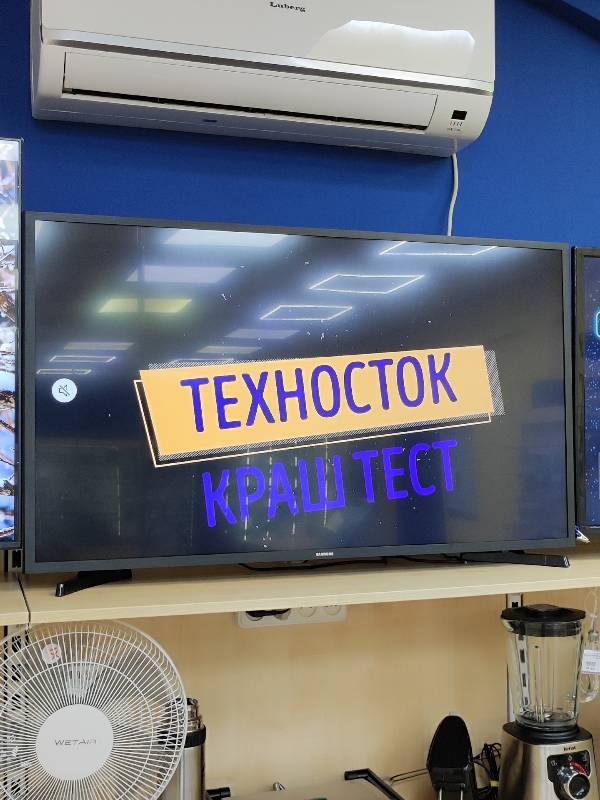 Luberg
ТЕХНОСТОК
КРАШ ТЕСТ
SAMSUNG
WETAIR
Tefal